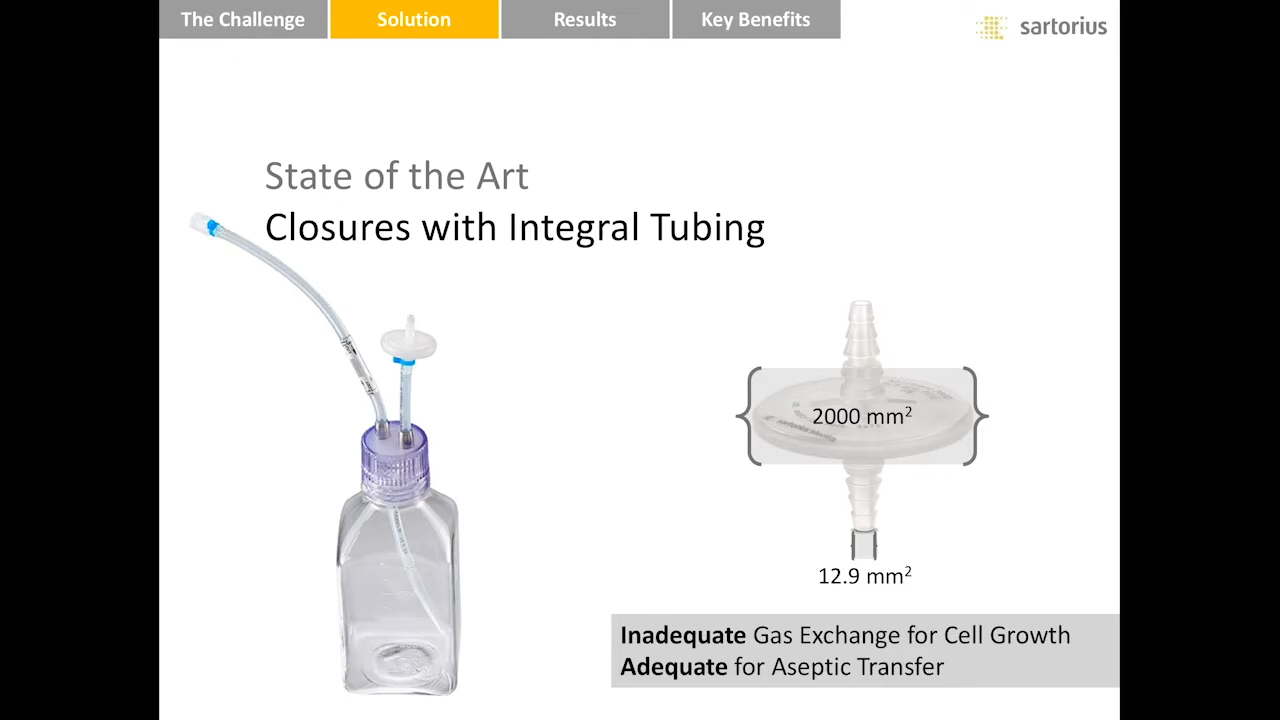 The Challenge
Solution
Results
Key Benefits
sartorius
State of the Art
Closures with Integral Tubing
2000 mm²
12.9 mm²
Inadequate Gas Exchange for Cell Growth
Adequate for Aseptic Transfer